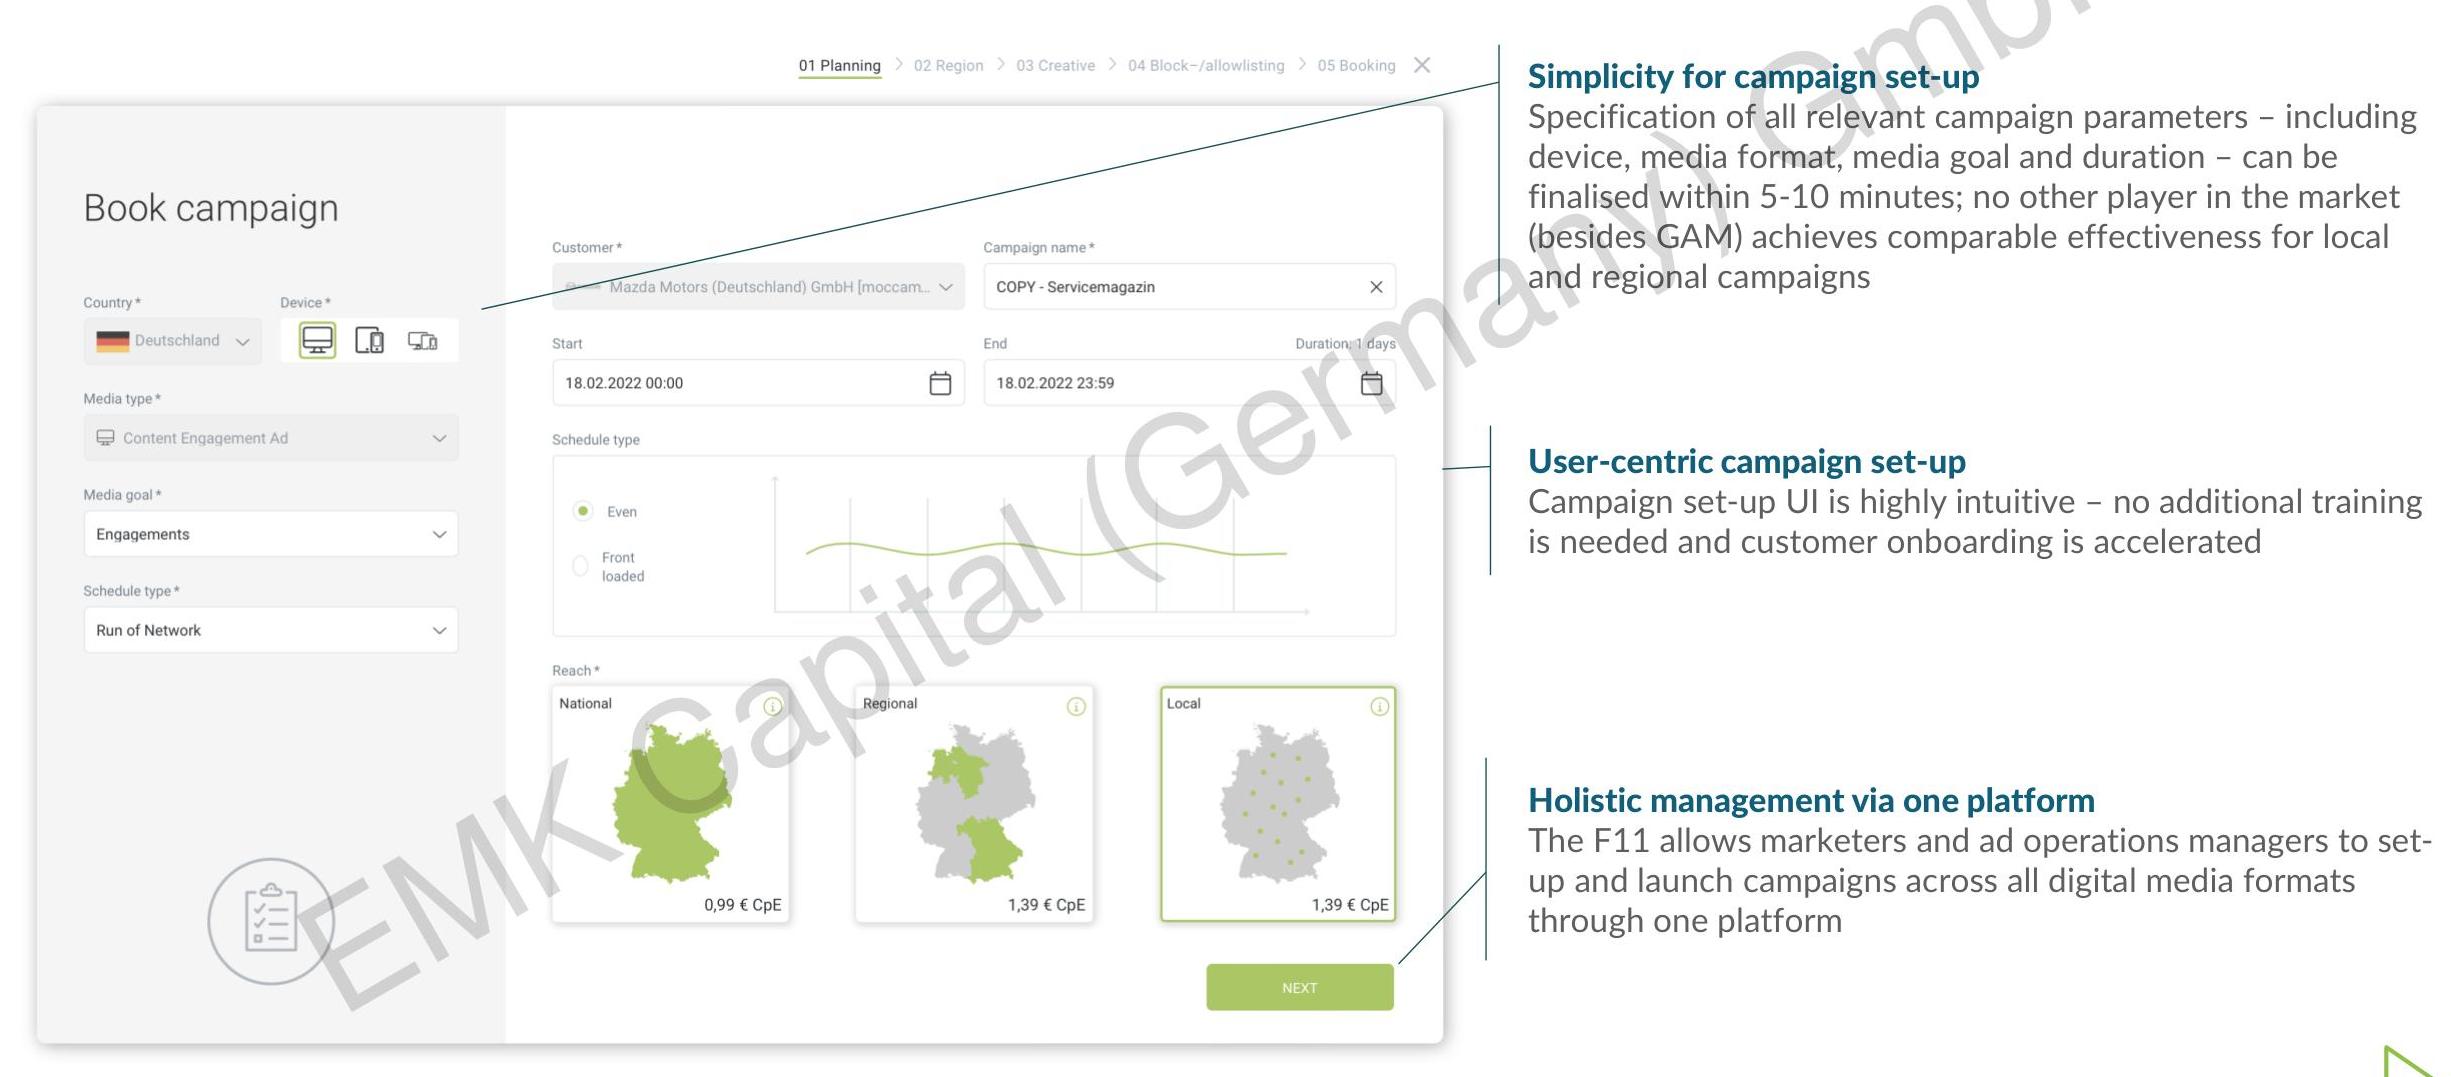 01 Planning > 02 Region > 03 Creative > 04 Block-/allowlisting > 05 Booking
Book campaign
Country *
Device *
Deutschland
Media type *
Content Engagement Ad
Media goal *
Engagements
Schedule type *
Run of Network
Customer *
Mazda Motors (Deutschland) GmbH [moccam...
Campaign name *
COPY - Servicemagazin
Start
18.02.2022 00:00
End
Duration: 1 days
18.02.2022 23:59
Schedule type
Even
Front
loaded
Reach *
National
0,99 € CpE
Regional
1,39 € CpE
Local
1,39 € CpE
NEXT
Simplicity for campaign set-up
Specification of all relevant campaign parameters – including
device, media format, media goal and duration – can be
finalised within 5-10 minutes; no other player in the market
(besides GAM) achieves comparable effectiveness for local
and regional campaigns
User-centric campaign set-up
Campaign set-up UI is highly intuitive – no additional training
is needed and customer onboarding is accelerated
Holistic management via one platform
The F11 allows marketers and ad operations managers to set-
up and launch campaigns across all digital media formats
through one platform
EMK Capital (Germany)